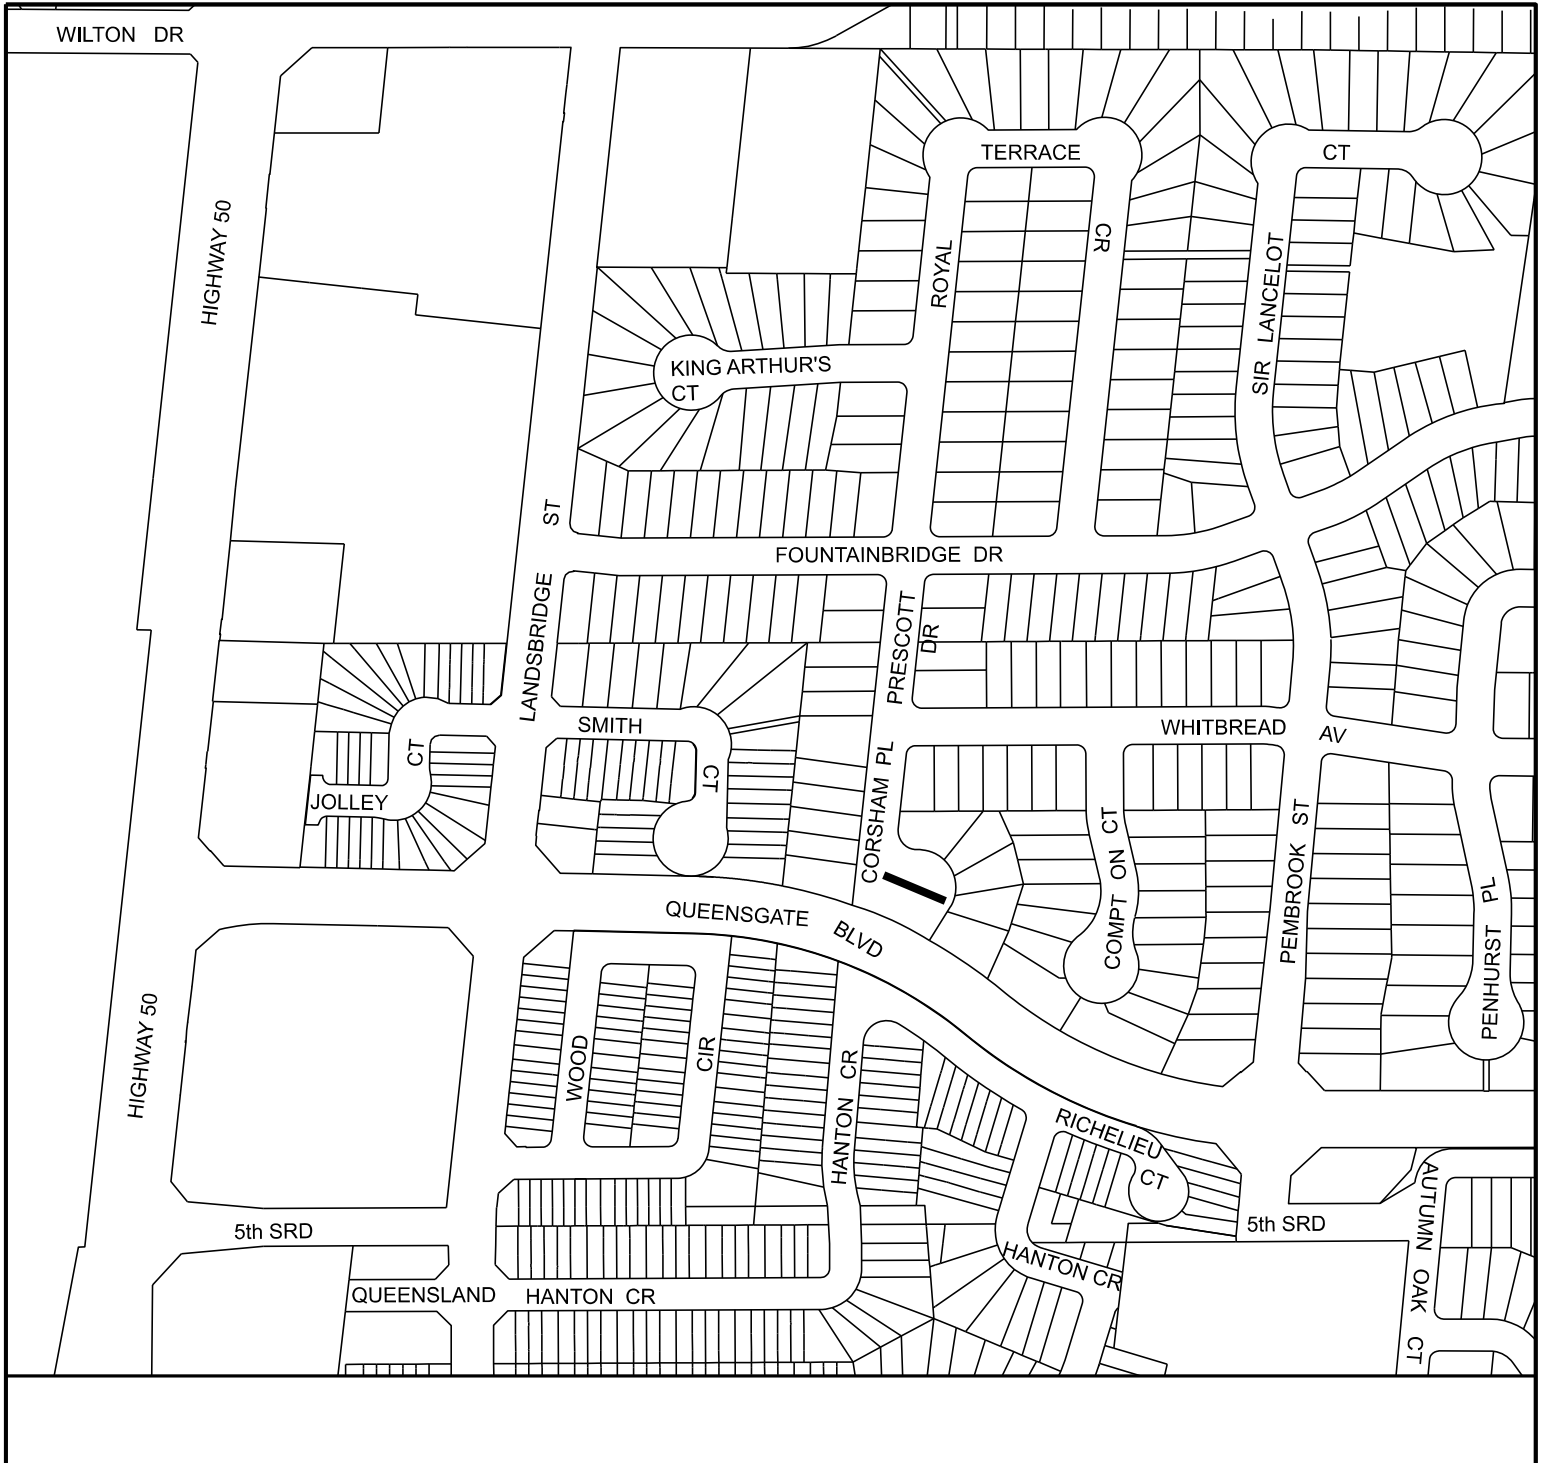 WILTON DR
TERRACE
CT
HIGHWAY 50
ROYAL
CR
SIR LANCELOT
KING ARTHUR'S
CT
ST
FOUNTAINBRIDGE DR
LANDSBRIDGE
PRESCOTT
DR
SMITH
CT
WHITBREAD
AV
CT
JOLLEY
CORSHAM PL
COMPT ON CT
PEMBROOK ST
PENHURST PL
QUEENSGATE
BLVD
HIGHWAY 50
WOOD
CIR
HANTON CR
RICHELIEU
CT
5th SRD
5th SRD
AUTUMN OAK CT
HANTON CR
QUEENSLAND
HANTON CR